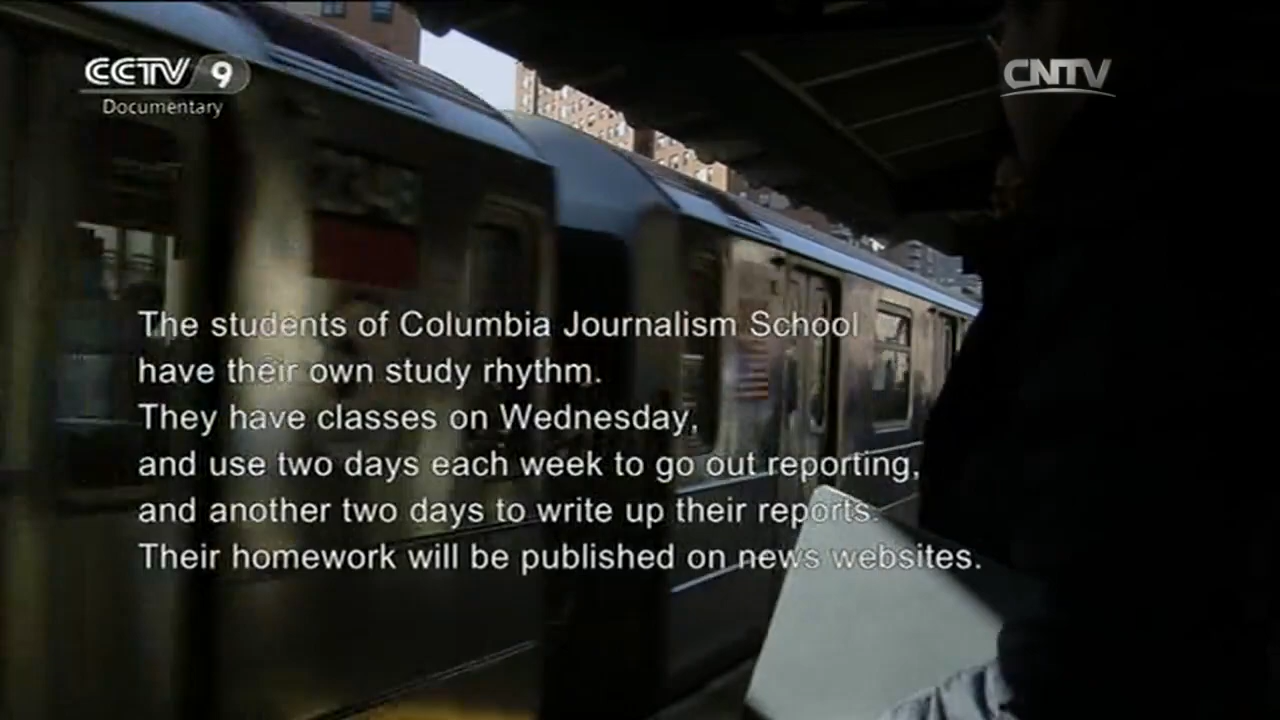 CCTV 9
Documentary
CNTV
The students of Columbia Journalism School
have their own study rhythm.
They have classes on Wednesday,
and use two days each week to go out reporting,
and another two days to write up their reports.
Their homework will be published on news websites.